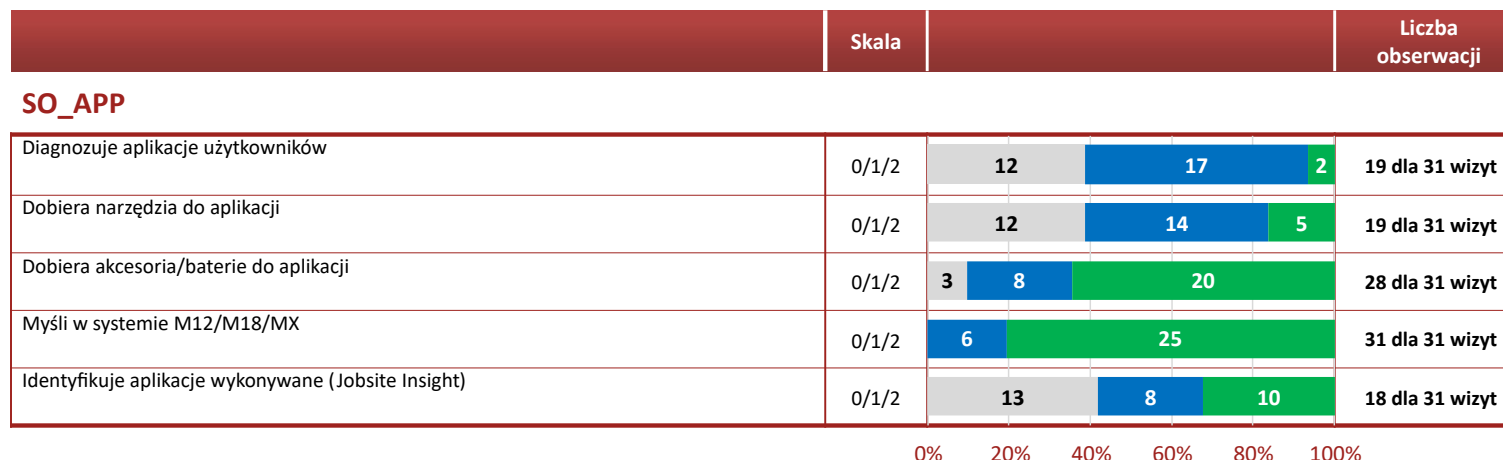 Skala
Liczba
obserwacji
SO_APP
Diagnozuje aplikacje użytkowników
0/1/2
12 17 2
19 dla 31 wizyt
Dobiera narzędzia do aplikacji
0/1/2
12 14 5
19 dla 31 wizyt
Dobiera akcesoria/baterie do aplikacji
0/1/2
3 8 20
28 dla 31 wizyt
Myśli w systemie M12/M18/MX
0/1/2
6 25
31 dla 31 wizyt
Identyfikuje aplikacje wykonywane (Jobsite Insight)
0/1/2
13 8 10
18 dla 31 wizyt
0% 20% 40% 60% 80% 100%